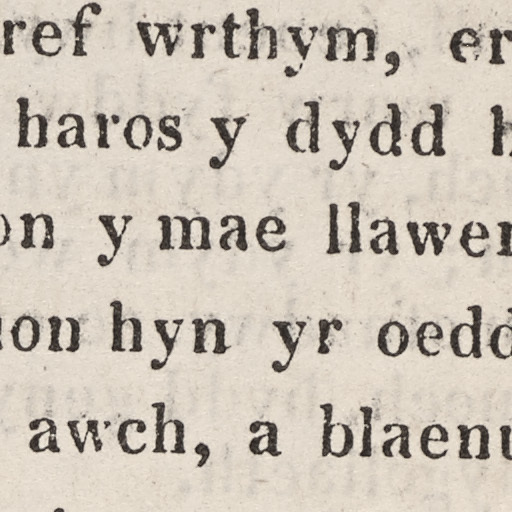 ref wrthym, er
haros y dydd h
on y mae llawer
uon hyn yr oedd
awch, a blaenu